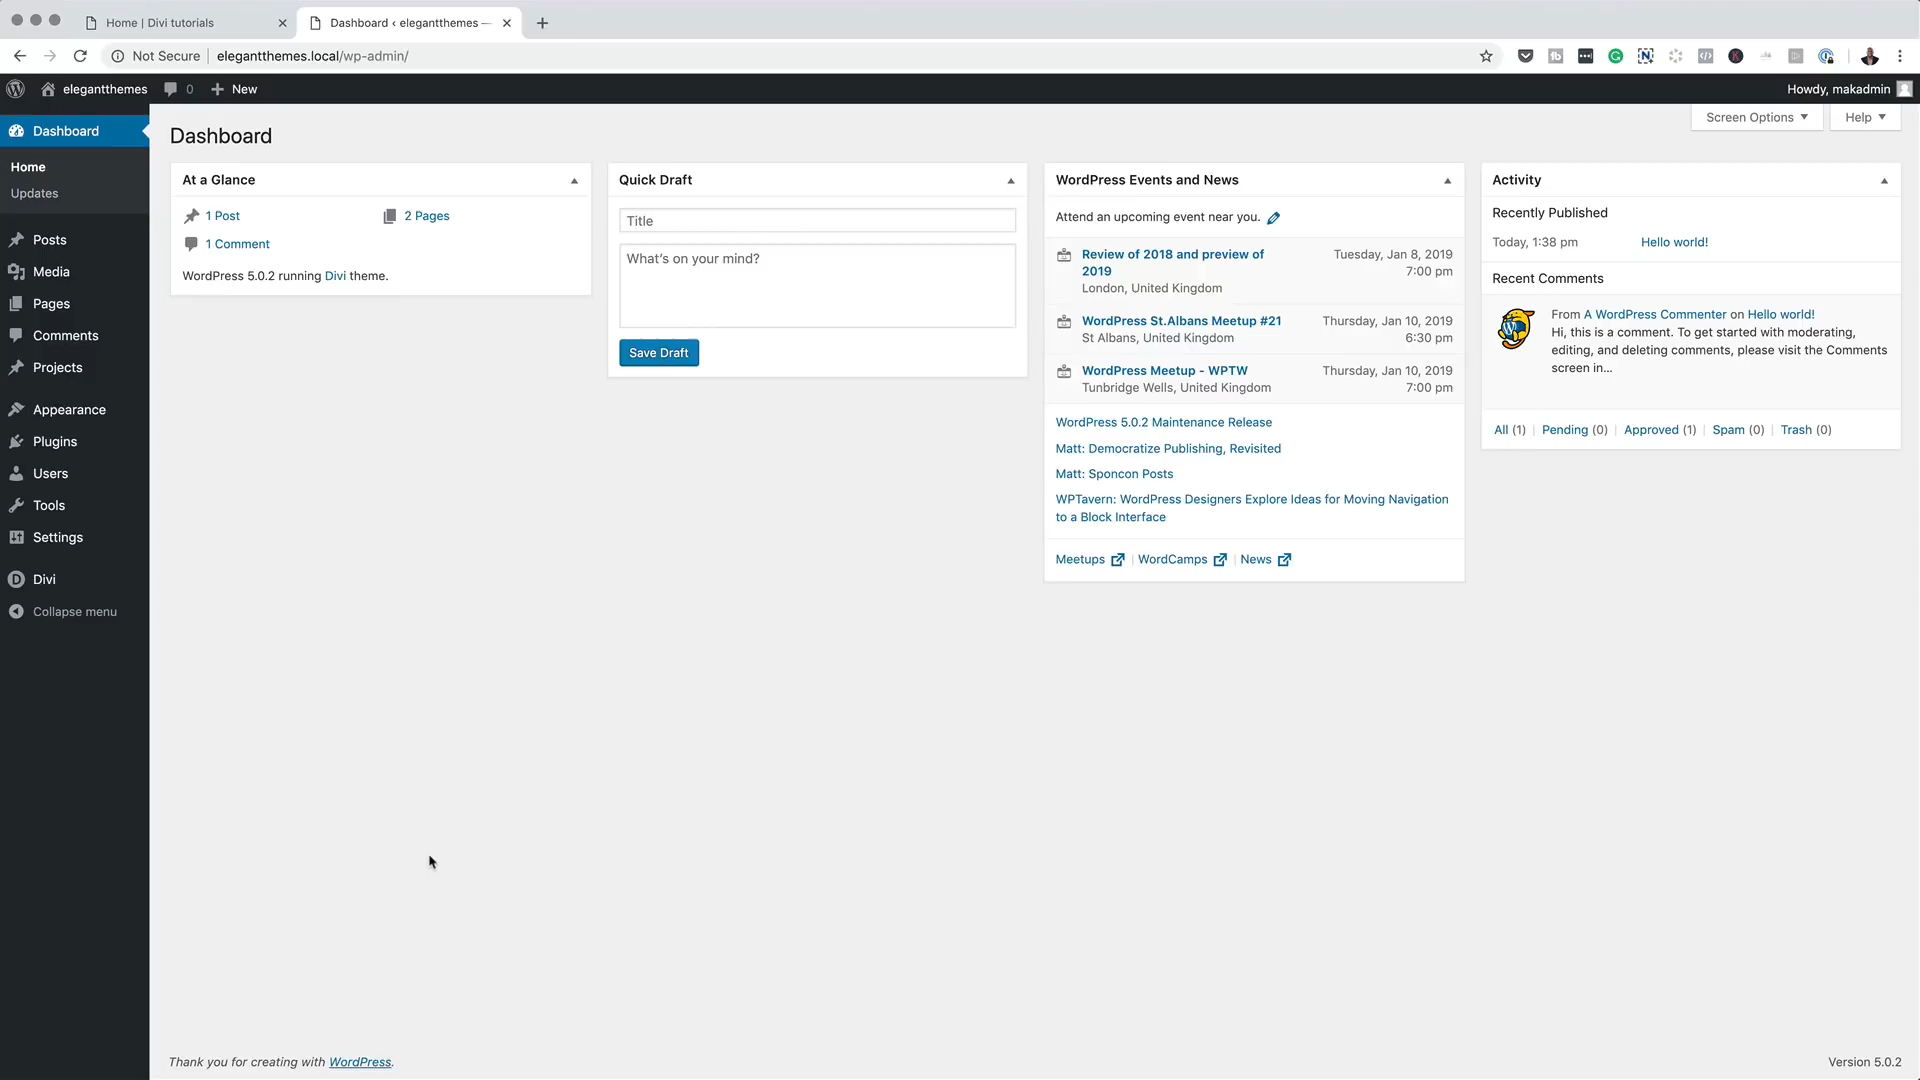 Home | Divi tutorials
Dashboard ‹ elegantthemes —
Not Secure
elegantthemes.local/wp-admin/
elegantthemes
0
New
Howdy, makadmin
Dashboard
Home
Updates
Posts
Media
Pages
Comments
Projects
Appearance
Plugins
Users
Tools
Settings
Divi
Collapse menu
Dashboard
Screen Options
Help
At a Glance
1 Post
2 Pages
1 Comment
WordPress 5.0.2 running Divi theme.
Quick Draft
Title
What's on your mind?
Save Draft
WordPress Events and News
Attend an upcoming event near you.
Review of 2018 and preview of
2019
London, United Kingdom
Tuesday, Jan 8, 2019
7:00 pm
WordPress St.Albans Meetup #21
St Albans, United Kingdom
Thursday, Jan 10, 2019
6:30 pm
WordPress Meetup - WPTW
Tunbridge Wells, United Kingdom
Thursday, Jan 10, 2019
7:00 pm
WordPress 5.0.2 Maintenance Release
Matt: Democratize Publishing, Revisited
Matt: Sponcon Posts
WPTavern: WordPress Designers Explore Ideas for Moving Navigation
to a Block Interface
Meetups | WordCamps | News
Activity
Recently Published
Today, 1:38 pm
Hello world!
Recent Comments
From A WordPress Commenter on Hello world!
Hi, this is a comment. To get started with moderating,
editing, and deleting comments, please visit the Comments
screen in…
All (1) | Pending (0) | Approved (1) | Spam (0) | Trash (0)
Thank you for creating with WordPress.
Version 5.0.2